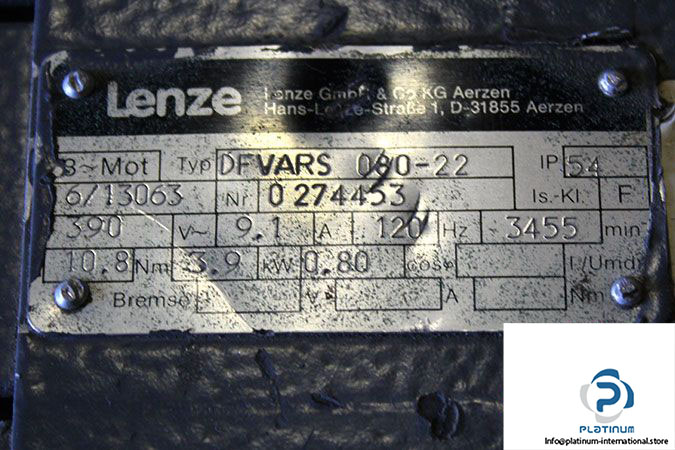 Lenze Lenze GmbH & Co KG Aerzen
Hans-Lenze-Straße 1, D-31855 Aerzen
3~Mot Typ DFVARS 080-22 IP 54
6/13063 Nr. 0 274453 Is.-Kl. F
390 V~ 9.1 A 120 Hz 3455 min
10.8 Nm 3.9 kW 0.80 cosφ I/Umdr
Bremse V A Nm
PLATINUM
Info@platinum-international.store